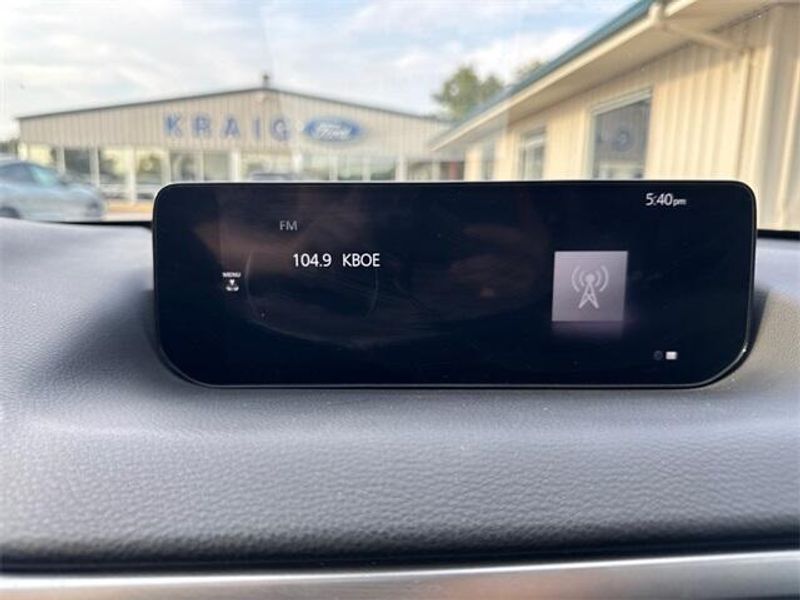 KRAIG Ford
5:40pm
FM
104.9 KBOE
MENU